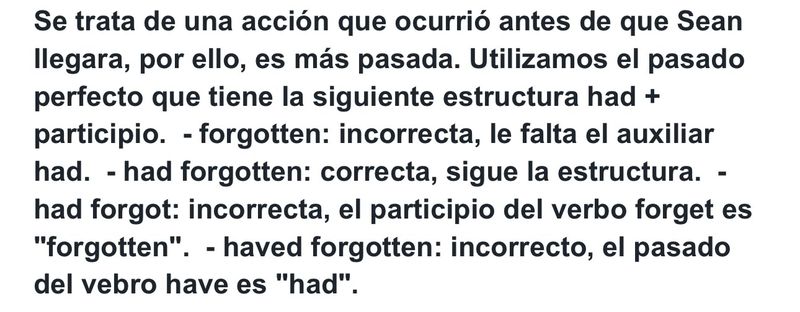 Se trata de una acción que ocurrió antes de que Sean
llegara, por ello, es más pasada. Utilizamos el pasado
perfecto que tiene la siguiente estructura had +
participio.  - forgotten: incorrecta, le falta el auxiliar
had.  - had forgotten: correcta, sigue la estructura.  -
had forgot: incorrecta, el participio del verbo forget es
"forgotten".  - haved forgotten: incorrecto, el pasado
del vebro have es "had".